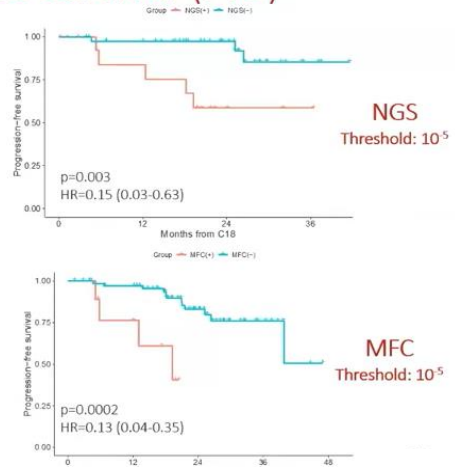 Group NGS(+) NGS(−)
1.00
0.75
0.50
0.25
0.00
Progression-free survival
p=0.003
HR=0.15 (0.03-0.63)
0 12 24 36
Months from C18
NGS
Threshold: 10-5
Group MFC(+) MFC(−)
1.00
0.75
0.50
0.25
0.00
Progression-free survival
p=0.0002
HR=0.13 (0.04-0.35)
0 12 24 36 48
MFC
Threshold: 10-5